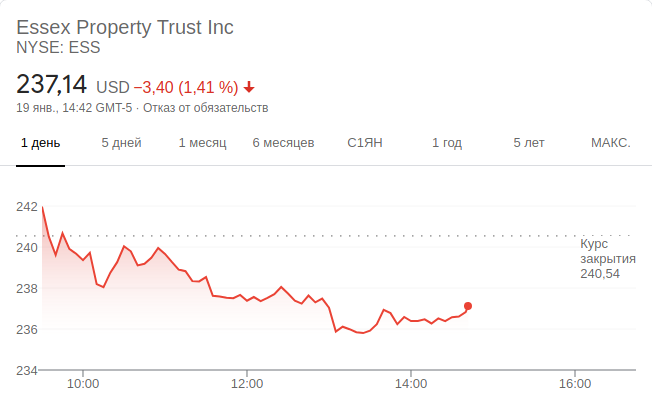 Essex Property Trust Inc
NYSE: ESS
237,14 USD −3,40 (1,41 %)
19 янв., 14:42 GMT-5 · Отказ от обязательств
1 день 5 дней 1 месяц 6 месяцев С1ЯН 1 год 5 лет МАКС.
242
240
238
236
234
Курс
закрытия
240,54
10:00 12:00 14:00 16:00